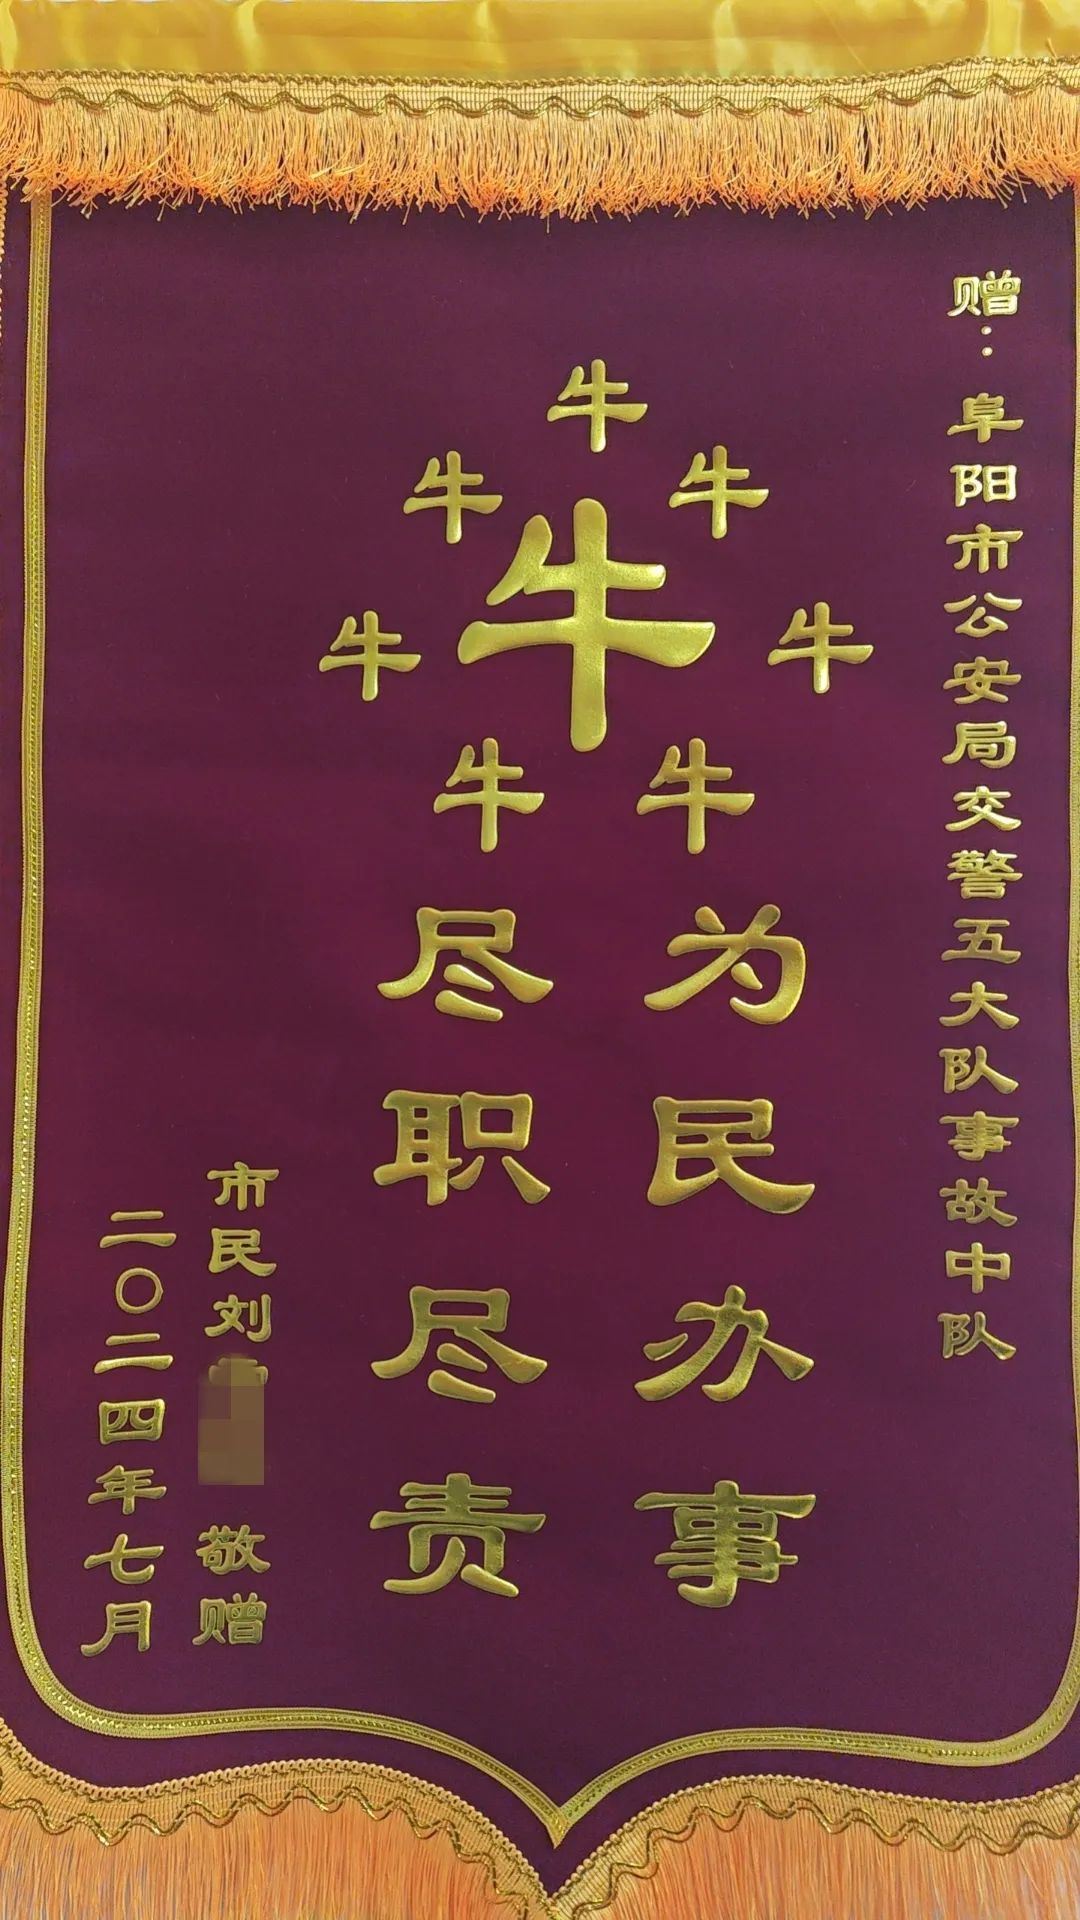 赠：阜阳市公安局交警五大队事故中队
牛
牛 牛
牛
牛 牛
牛 牛
为民办事
尽职尽责
市民刘 敬赠
二〇二四年七月